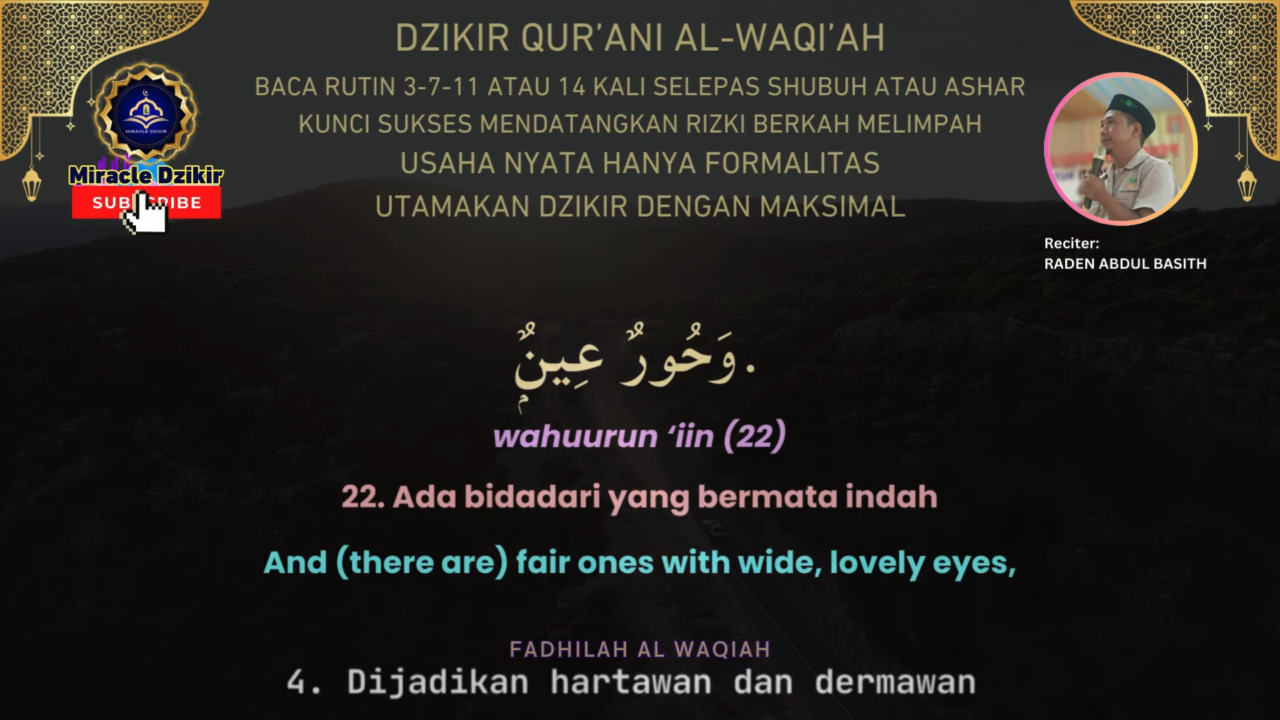 DZIKIR QUR'ANI AL-WAQI'AH
BACA RUTIN 3-7-11 ATAU 14 KALI SELEPAS SHUBUH ATAU ASHAR
KUNCI SUKSES MENDATANGKAN RIZKI BERKAH MELIMPAH
USAHA NYATA HANYA FORMALITAS
UTAMAKAN DZIKIR DENGAN MAKSIMAL
MIRACLE DZIKIR
Miracle Dzikir
Reciter:
RADEN ABDUL BASITH
.وَحُورٌ عِينٌۭ
wahuurun ‘iin (22)
22. Ada bidadari yang bermata indah
And (there are) fair ones with wide, lovely eyes,
FADHILAH AL WAQIAH
4. Dijadikan hartawan dan dermawan